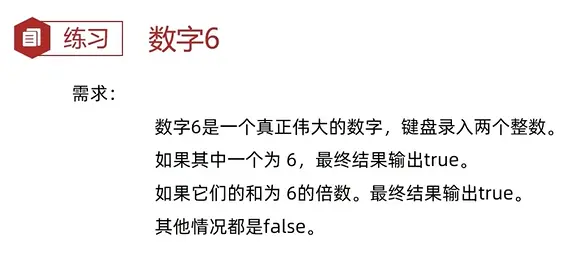 练习 数字6
需求：
数字6是一个真正伟大的数字，键盘录入两个整数。
如果其中一个为 6，最终结果输出true。
如果它们的和为 6的倍数。最终结果输出true。
其他情况都是false。